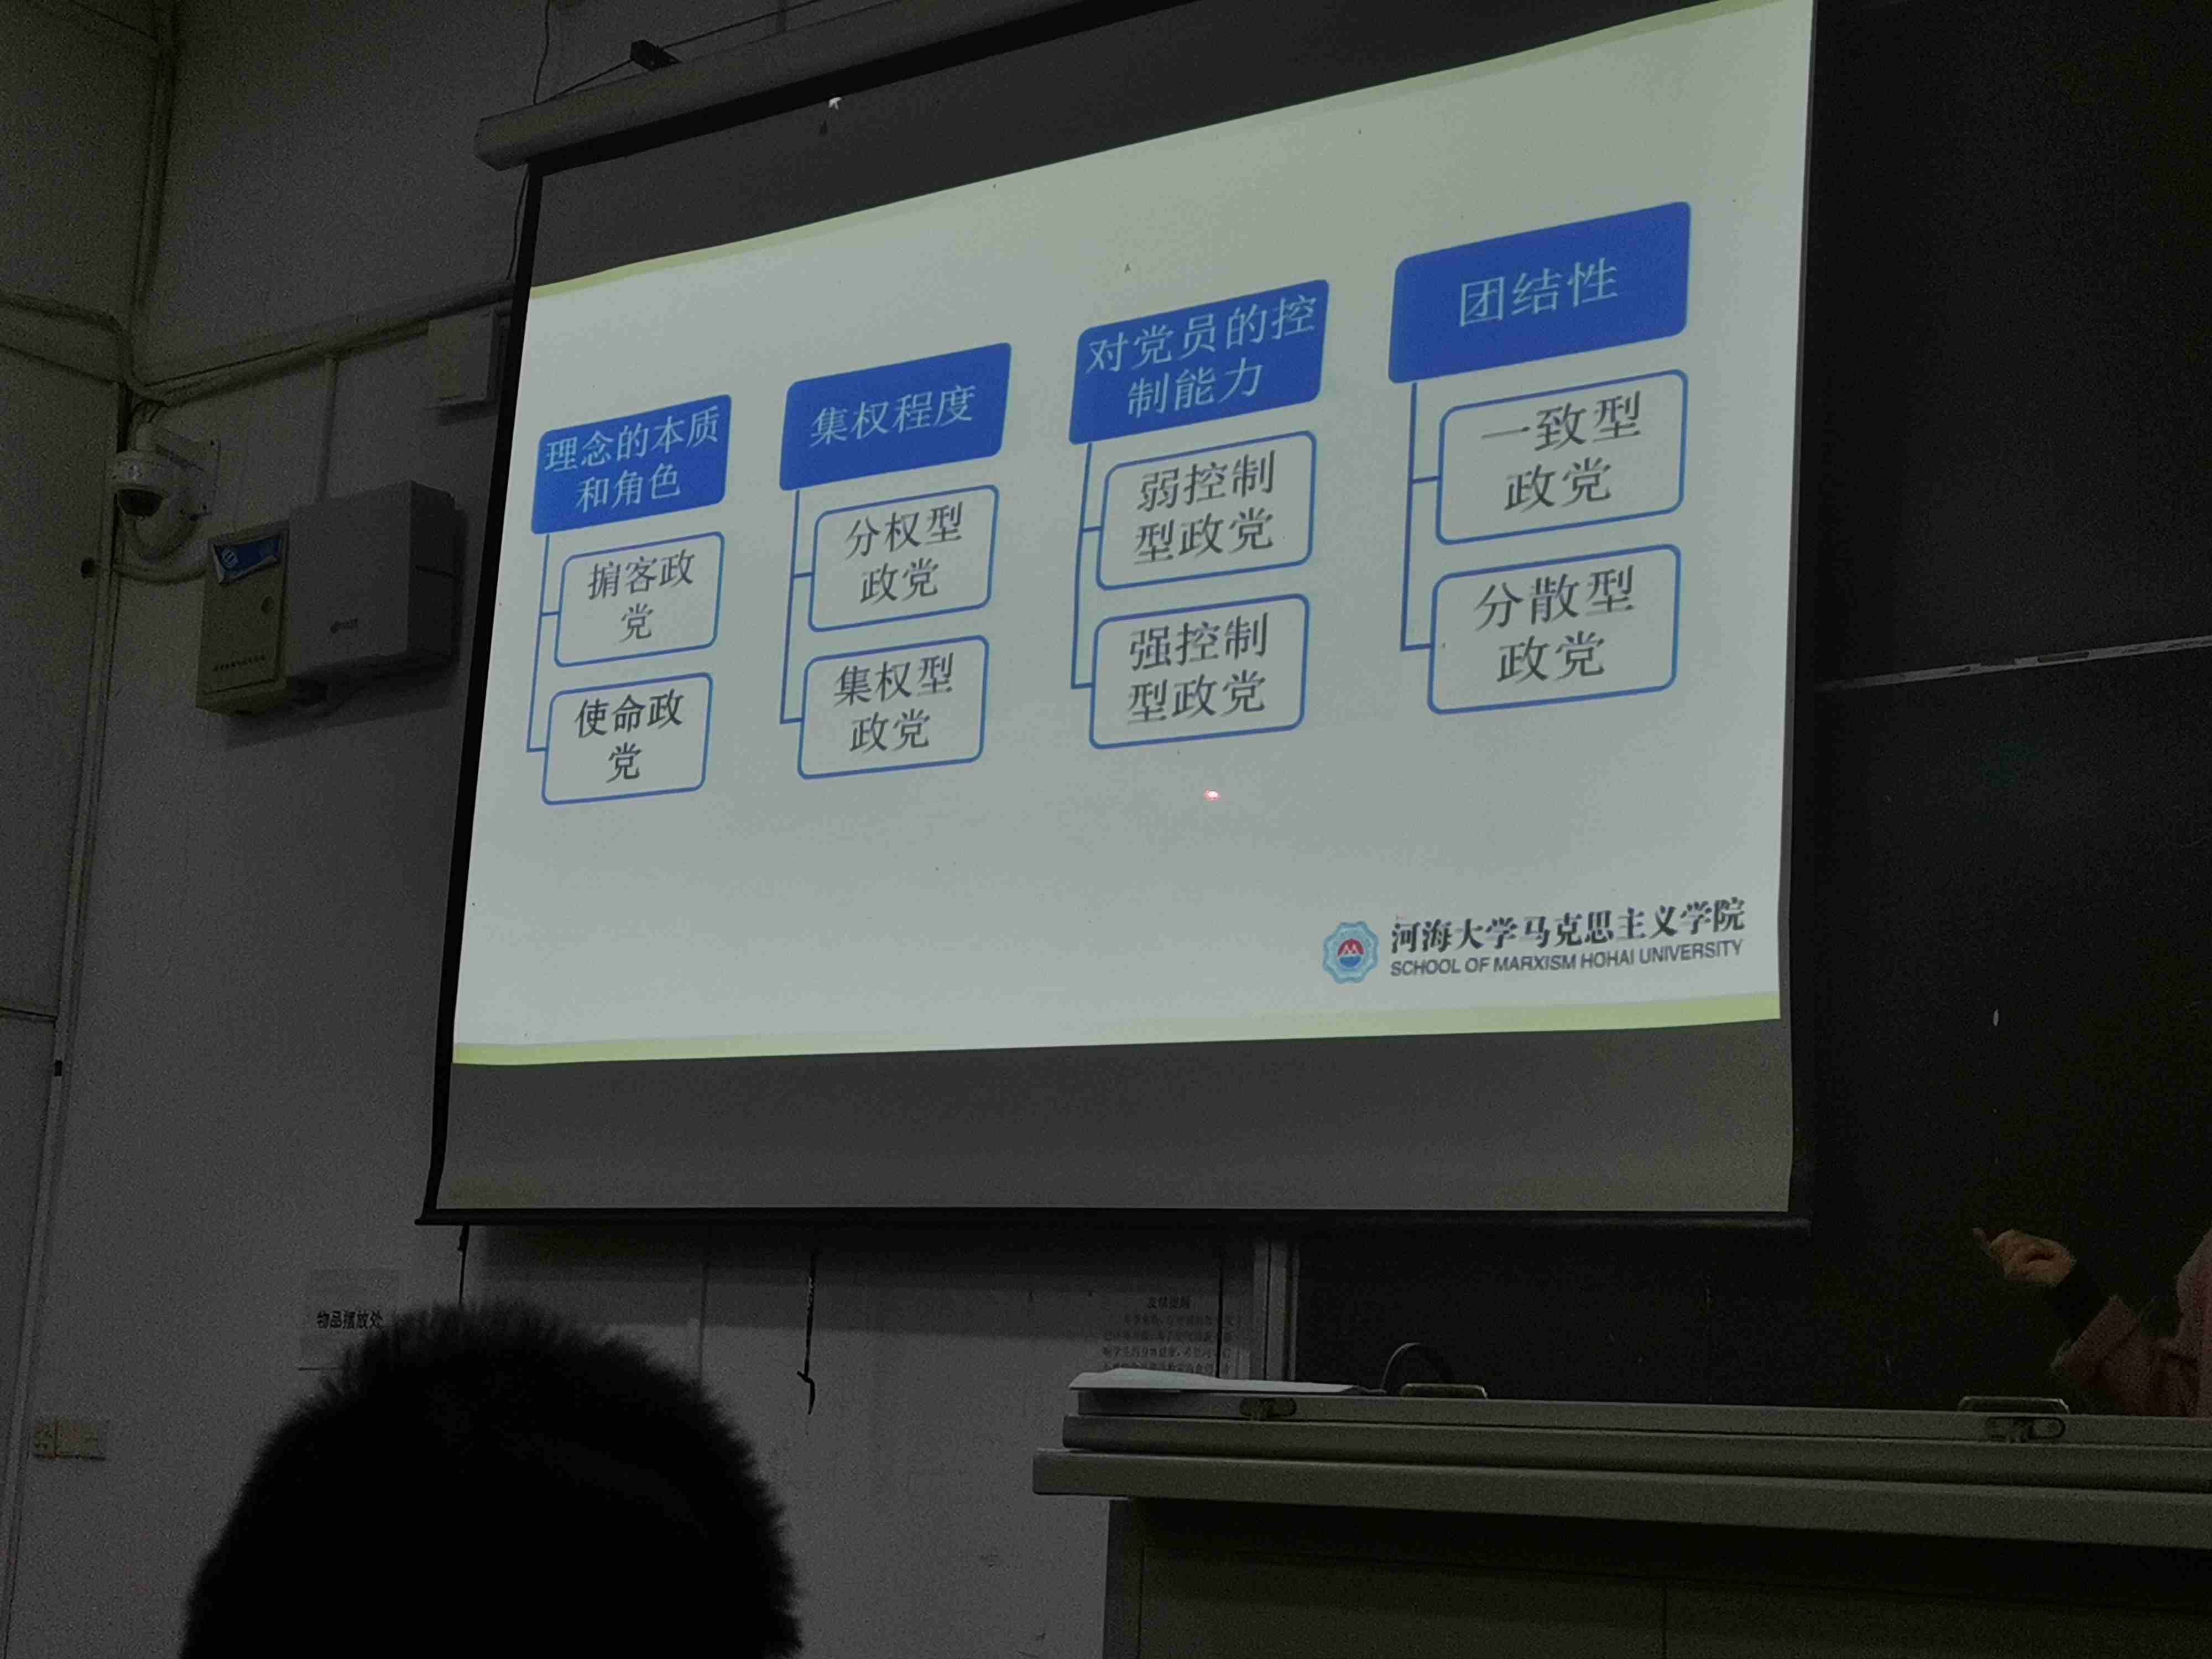 理念的本质
和角色
掮客政
党
使命政
党
集权程度
分权型
政党
集权型
政党
对党员的控
制能力
弱控制
型政党
强控制
型政党
团结性
一致型
政党
分散型
政党
河海大学马克思主义学院
SCHOOL OF MARXISM HOHAI UNIVERSITY
物品摆放处